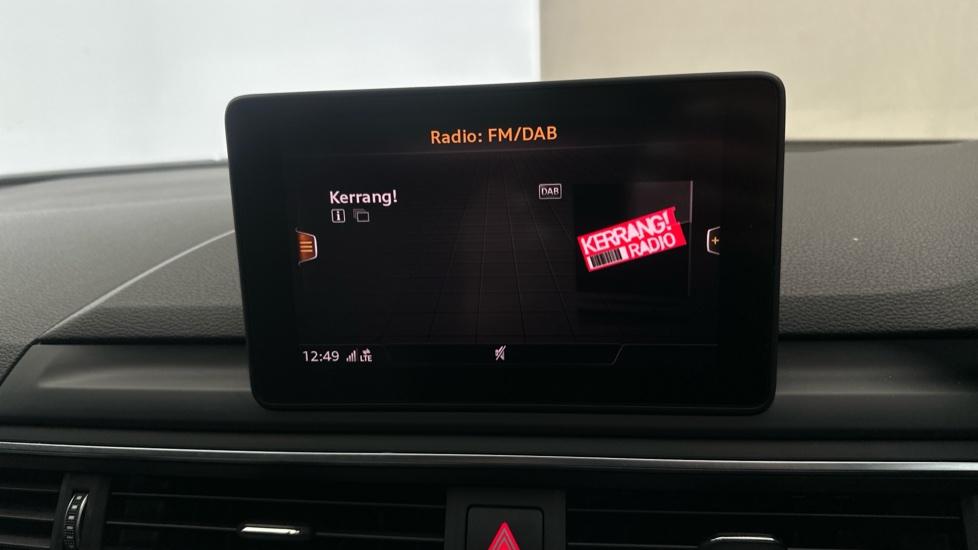 Radio: FM/DAB
Kerrang!
DAB
i
KERRANG!
RADIO
+
12:49 LTE